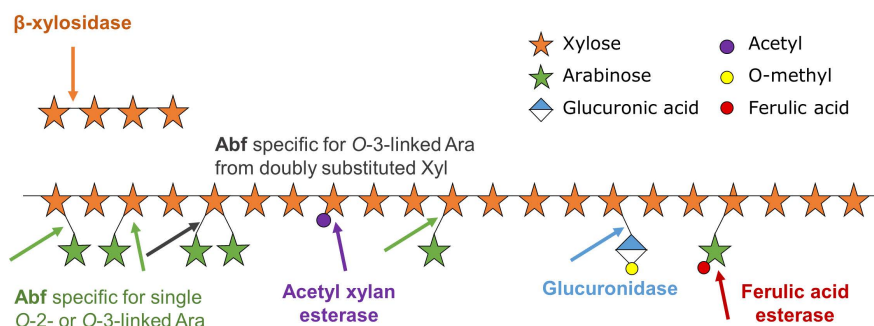 β-xylosidase
Xylose
Acetyl
Arabinose
O-methyl
Glucuronic acid
Ferulic acid
Abf specific for O-3-linked Ara
from doubly substituted Xyl
Abf specific for single
O-2- or O-3-linked Ara
Acetyl xylan
esterase
Glucuronidase
Ferulic acid
esterase